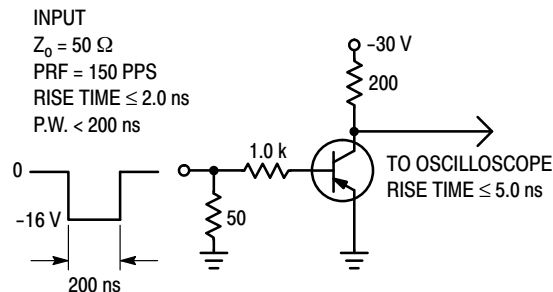 INPUT
Zo = 50 Ω
PRF = 150 PPS
RISE TIME ≤ 2.0 ns
P.W. < 200 ns
–30 V
200
1.0 k
TO OSCILLOSCOPE
RISE TIME ≤ 5.0 ns
0
50
–16 V
200 ns